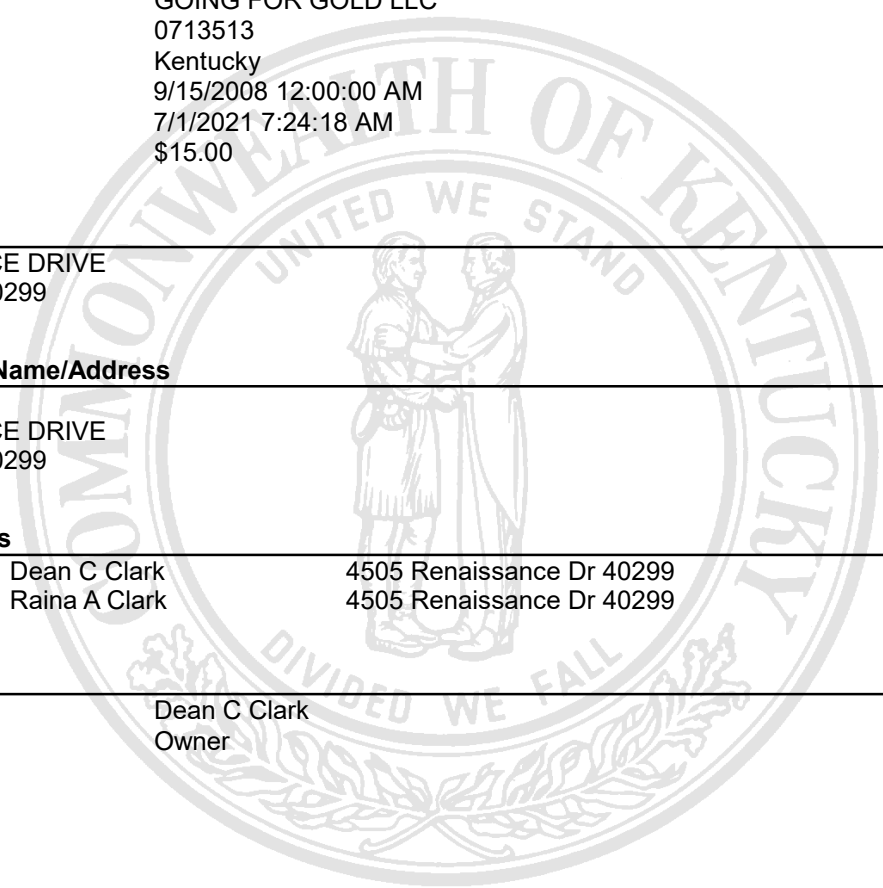 GOING FOR GOLD LLC
0713513
Kentucky
9/15/2008 12:00:00 AM
7/1/2021 7:24:18 AM
$15.00
CE DRIVE
0299
Name/Address
CE DRIVE
0299
s
Dean C Clark 4505 Renaissance Dr 40299
Raina A Clark 4505 Renaissance Dr 40299
Dean C Clark
Owner
COMMONWEALTH OF KENTUCKY
UNITED WE STAND
DIVIDED WE FALL